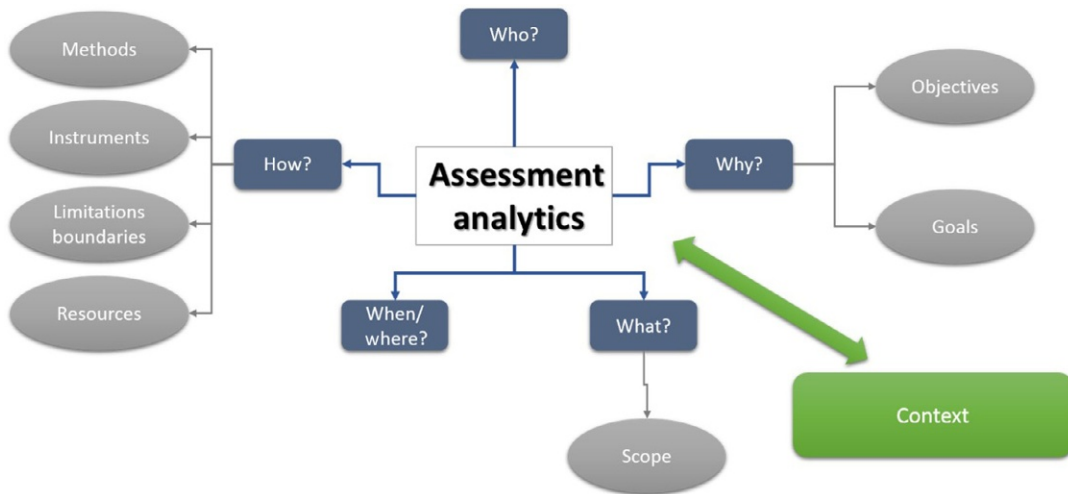 Who?
Methods
Objectives
Instruments
How?
Assessment
analytics
Why?
Limitations
boundaries
Goals
Resources
When/
where?
What?
Context
Scope